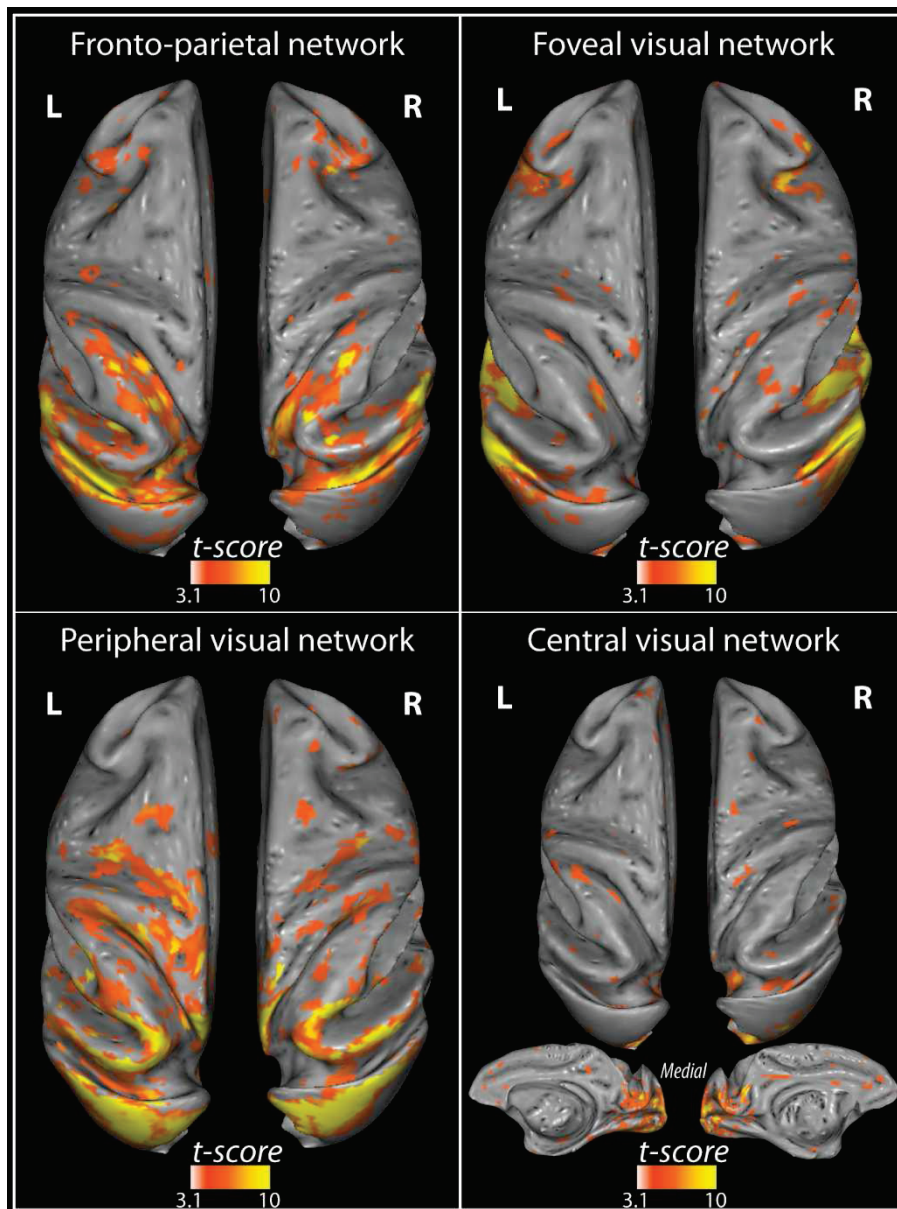 Fronto-parietal network
L
R
t-score
3.1 10
Foveal visual network
L
R
t-score
3.1 10
Peripheral visual network
L
R
t-score
3.1 10
Central visual network
L
R
Medial
t-score
3.1 10